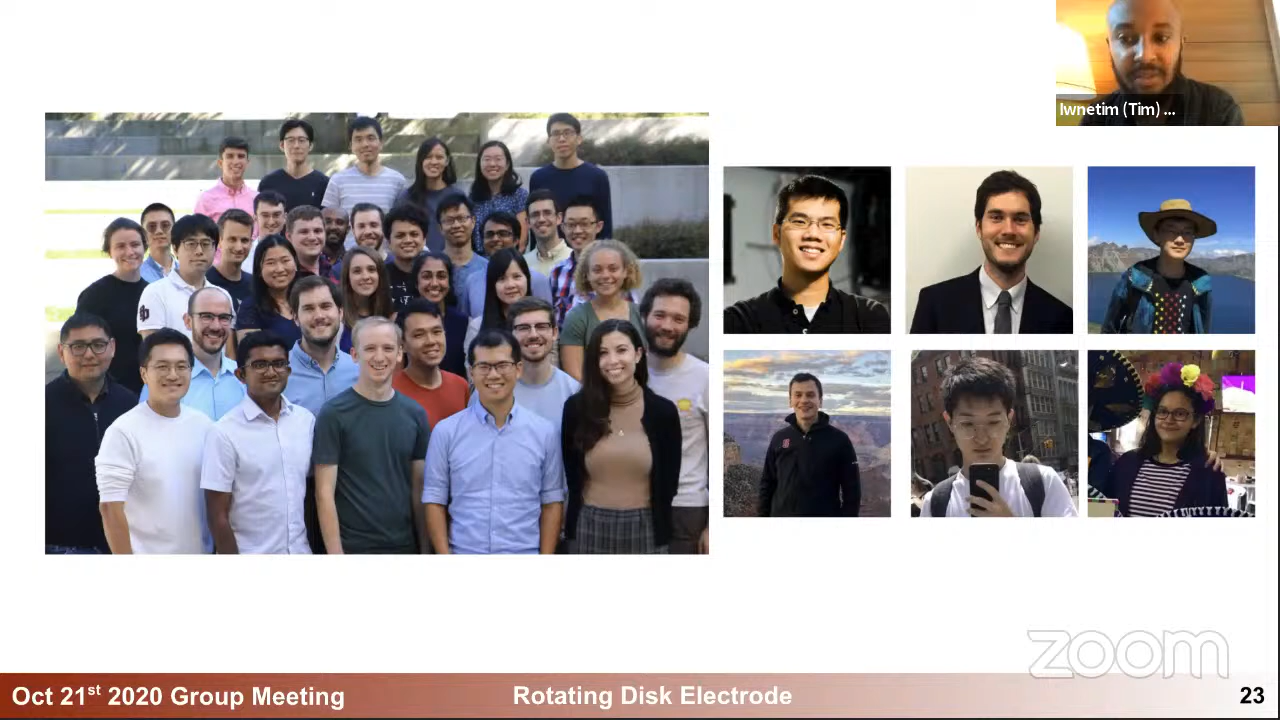 Iwnetim (Tim) ...
zoom
Oct 21st 2020 Group Meeting
Rotating Disk Electrode
23